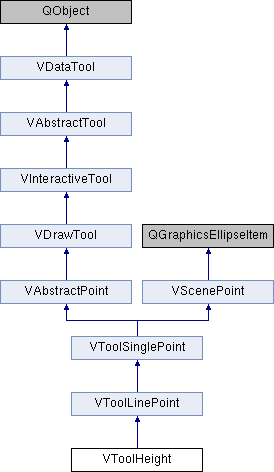 QObject
VDataTool
VAbstractTool
VInteractiveTool
VDrawTool
QGraphicsEllipseItem
VAbstractPoint
VScenePoint
VToolSinglePoint
VToolLinePoint
VToolHeight